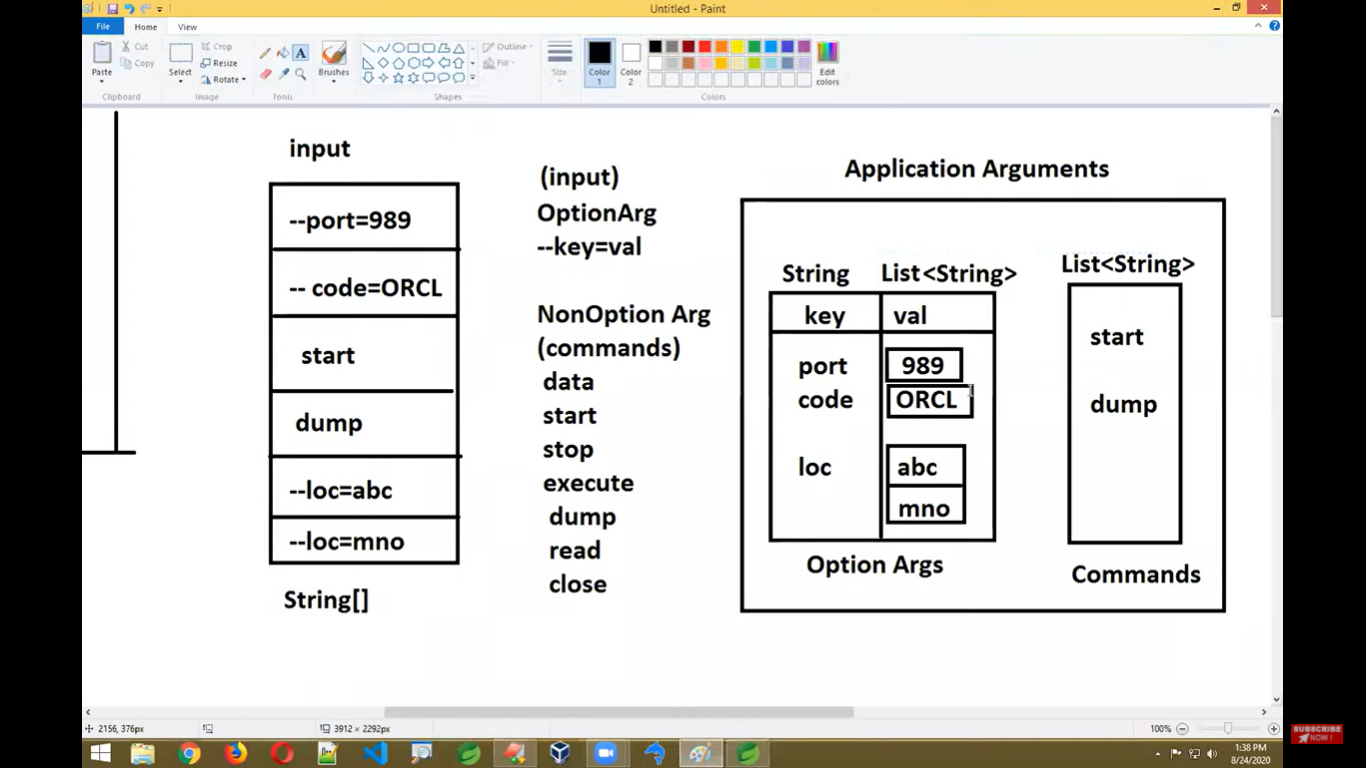 Untitled - Paint
File
Home
View
Paste
Cut
Copy
Clipboard
Select
Crop
Resize
Rotate
Image
Tools
Brushes
Shapes
Outline
Fill
Size
Color
1
Color
2
Edit
colors
Colors
input
--port=989
-- code=ORCL
start
dump
--loc=abc
--loc=mno
String[]
(input)
OptionArg
--key=val
NonOption Arg
(commands)
data
start
stop
execute
dump
read
close
Application Arguments
String
List<String>
key
val
port
989
code
ORCL
loc
abc
mno
Option Args
List<String>
start
dump
Commands
2156, 376px
3912 × 2292px
100%
1:38 PM
8/24/2020
SUBSCRIBE
NOW !